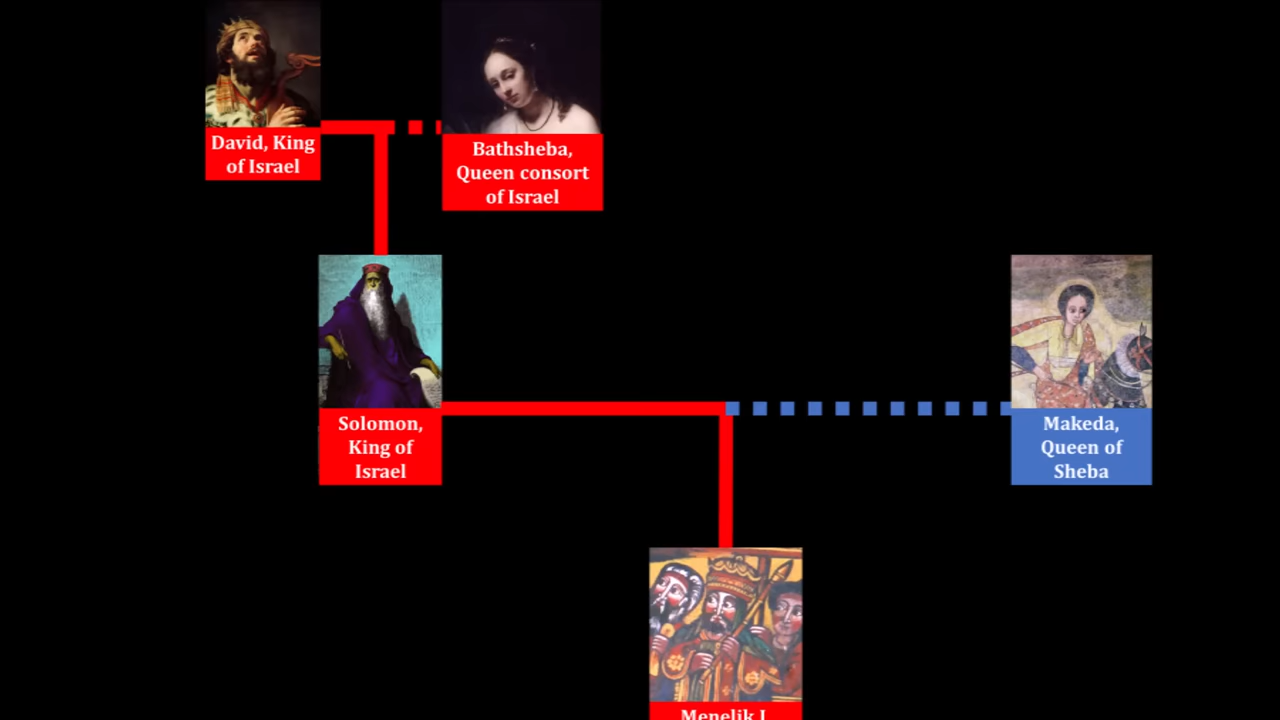 David, King
of Israel
Bathsheba,
Queen consort
of Israel
Solomon,
King of
Israel
Makeda,
Queen of
Sheba
Menelik I